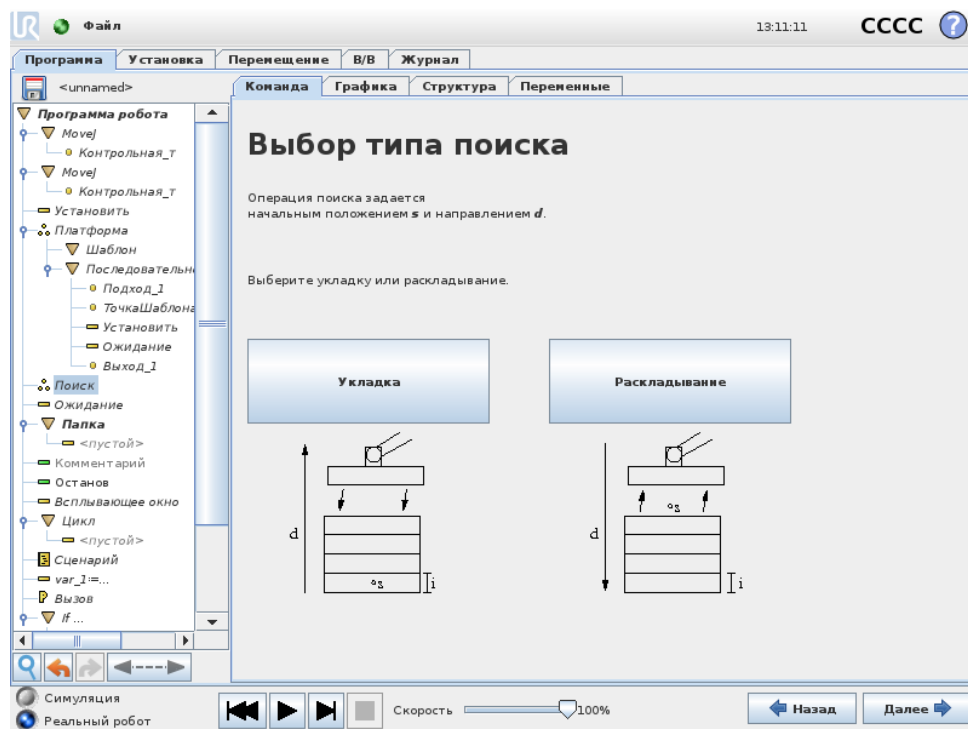 UR Файл 13:11:11 CCCC ?
Программа Установка Перемещение В/В Журнал
<unnamed>
Команда Графика Структура Переменные
Программа робота
MoveJ
Контрольная_т
MoveJ
Контрольная_т
Установить
Платформа
Шаблон
Последовательн
Подход_1
ТочкаШаблона
Установить
Ожидание
Выход_1
Поиск
Ожидание
Папка
<пустой>
Комментарий
Останов
Всплывающее окно
Цикл
<пустой>
Сценарий
var_1:=...
Вызов
If ...
Выбор типа поиска
Операция поиска задается
начальным положением s и направлением d.
Выберите укладку или раскладывание.
Укладка
Раскладывание
d
s
i
d
s
i
Симуляция
Реальный робот
Скорость 100%
Назад
Далее